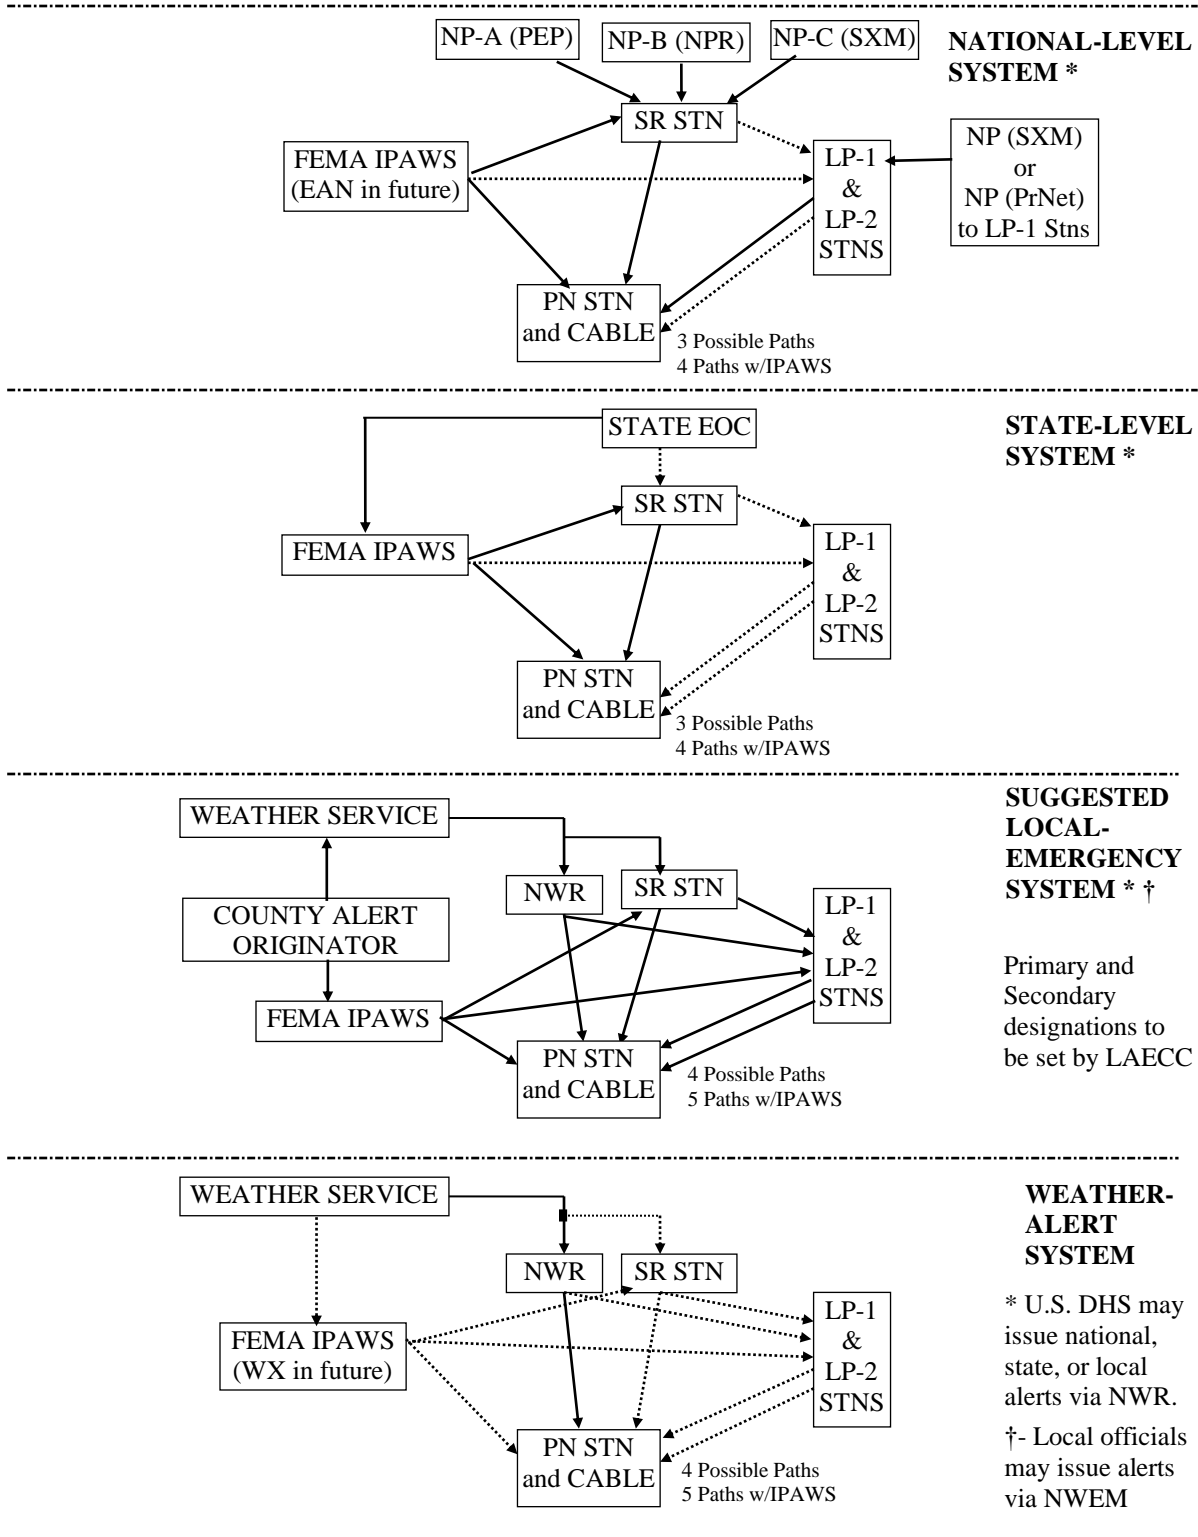 NP-A (PEP)
NP-B (NPR)
NP-C (SXM)
NATIONAL-LEVEL
SYSTEM *
SR STN
FEMA IPAWS
(EAN in future)
LP-1
&
LP-2
STNS
NP (SXM)
or
NP (PrNet)
to LP-1 Stns
PN STN
and CABLE
3 Possible Paths
4 Paths w/IPAWS
STATE EOC
STATE-LEVEL
SYSTEM *
SR STN
FEMA IPAWS
LP-1
&
LP-2
STNS
PN STN
and CABLE
3 Possible Paths
4 Paths w/IPAWS
WEATHER SERVICE
SUGGESTED
LOCAL-
EMERGENCY
SYSTEM * †
NWR
SR STN
COUNTY ALERT
ORIGINATOR
LP-1
&
LP-2
STNS
Primary and
Secondary
designations to
be set by LAECC
FEMA IPAWS
PN STN
and CABLE
4 Possible Paths
5 Paths w/IPAWS
WEATHER SERVICE
WEATHER-
ALERT
SYSTEM
NWR
SR STN
FEMA IPAWS
(WX in future)
LP-1
&
LP-2
STNS
* U.S. DHS may
issue national,
state, or local
alerts via NWR.
†- Local officials
may issue alerts
via NWEM
PN STN
and CABLE
4 Possible Paths
5 Paths w/IPAWS